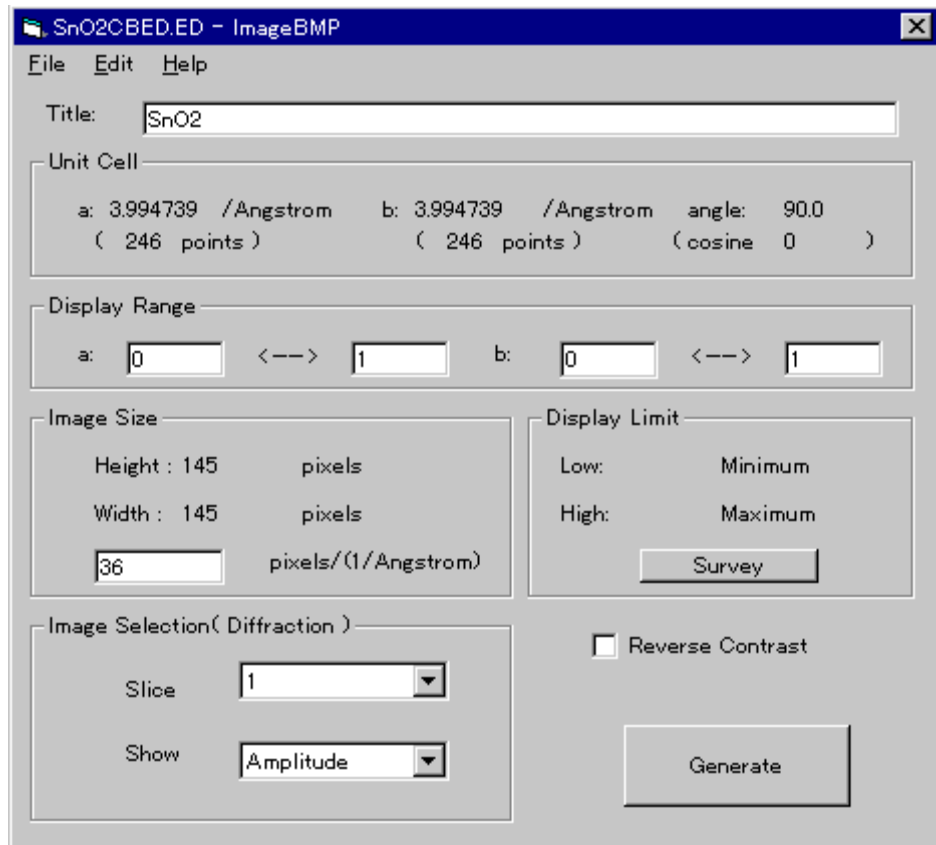 SnO2CBED.ED - ImageBMP
File Edit Help
Title: SnO2
Unit Cell
a: 3.994739 /Angstrom b: 3.994739 /Angstrom angle: 90.0
( 246 points ) ( 246 points ) ( cosine 0 )
Display Range
a: 0 <--> 1 b: 0 <--> 1
Image Size
Height : 145 pixels
Width : 145 pixels
36 pixels/(1/Angstrom)
Display Limit
Low: Minimum
High: Maximum
Survey
Image Selection( Diffraction )
Slice 1
Show Amplitude
Reverse Contrast
Generate